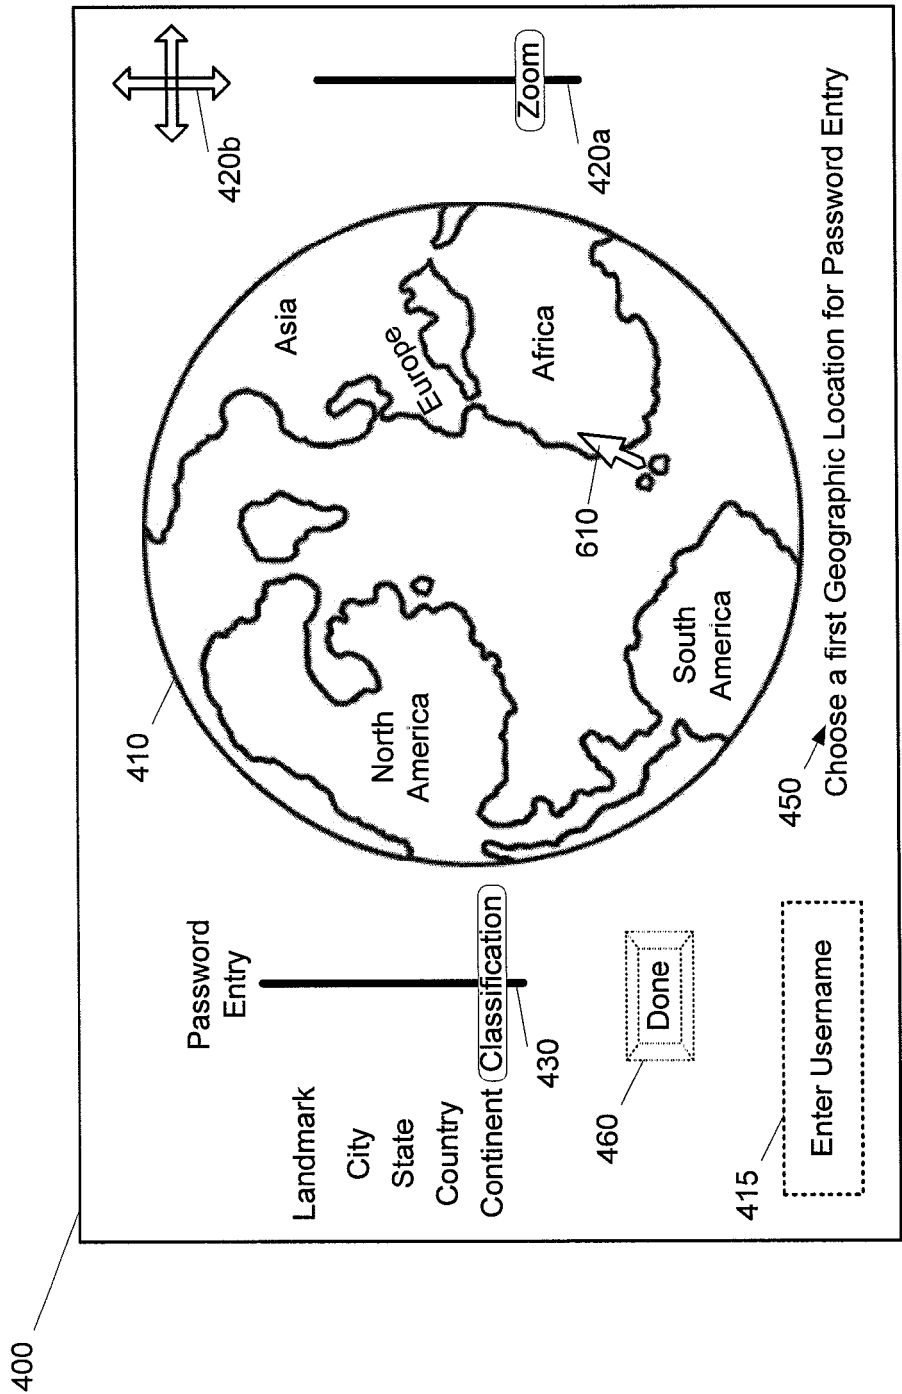 400
Password
Entry
Landmark
City
State
Country
Continent
Classification
430
460
Done
415
Enter Username
410
North
America
South
America
Asia
Europe
Africa
610
420b
Zoom
420a
450
Choose a first Geographic Location for Password Entry